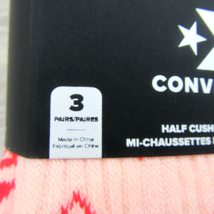 3
PAIRS/PAIRES
Made in China
Fabriqué en Chine
CONV
HALF CUSH
MI-CHAUSSETTES